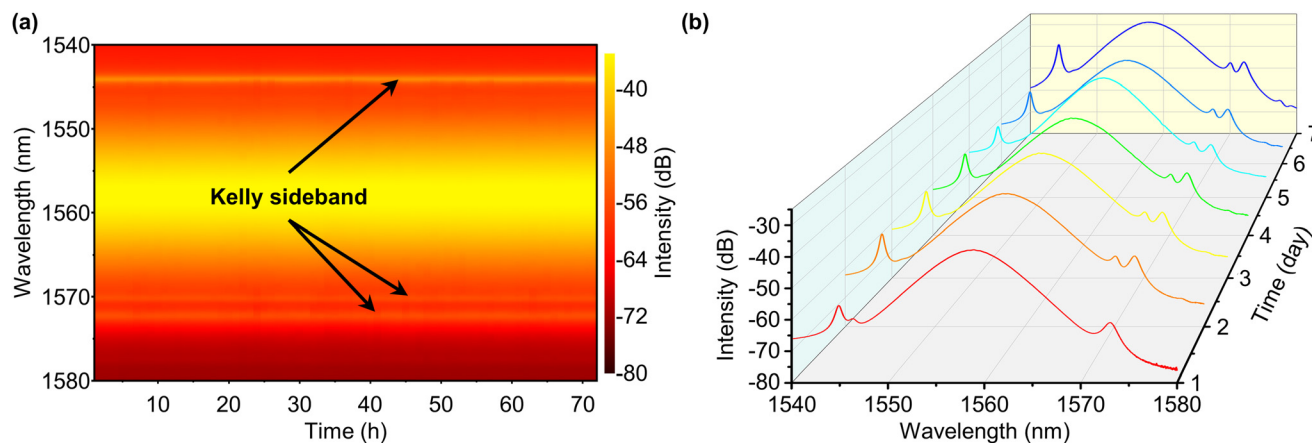 (a)
1540
1550
1560
1570
1580
Wavelength (nm)
Kelly sideband
10 20 30 40 50 60 70
Time (h)
-40
-48
-56
-64
-72
-80
Intensity (dB)
(b)
-30
-40
-50
-60
-70
-80
Intensity (dB)
1540 1550 1560 1570 1580
Wavelength (nm)
1
2
3
4
5
6
7
Time (day)